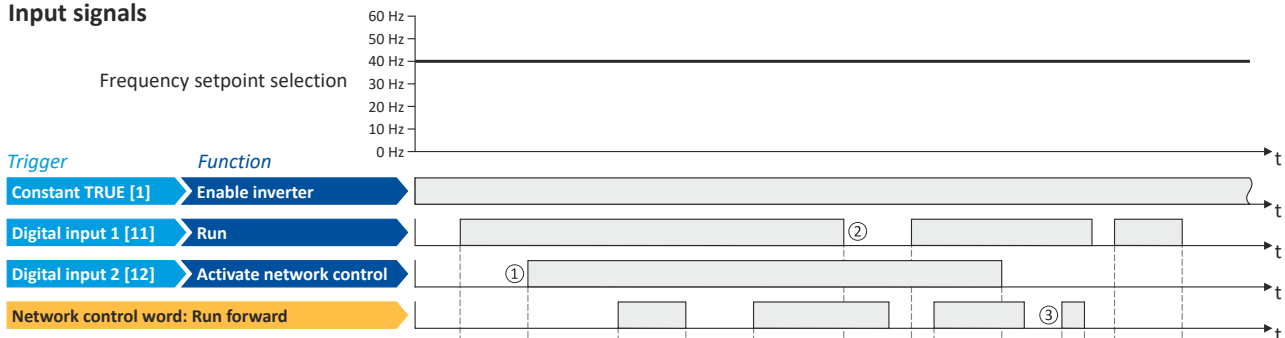 Input signals
60 Hz
50 Hz
Frequency setpoint selection
40 Hz
30 Hz
20 Hz
10 Hz
0 Hz
t
Trigger Function
Constant TRUE [1] Enable inverter
t
Digital input 1 [11] Run ②
t
Digital input 2 [12] Activate network control ①
t
Network control word: Run forward ③
t